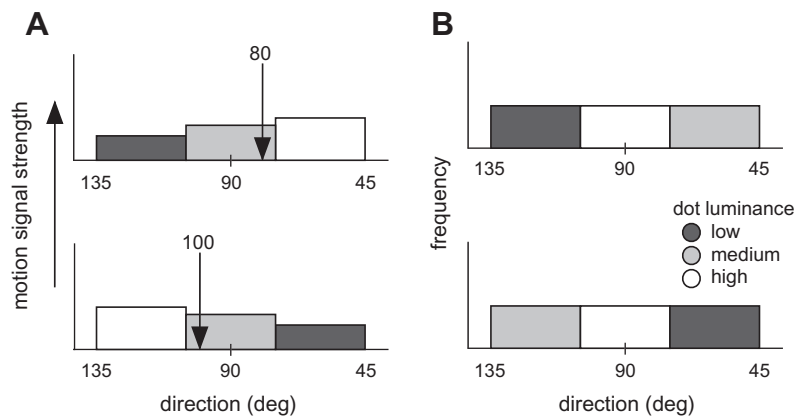 A
80
135
90
45
100
motion signal strength
135
90
45
direction (deg)
B
135
90
45
frequency
dot luminance
low
medium
high
135
90
45
direction (deg)